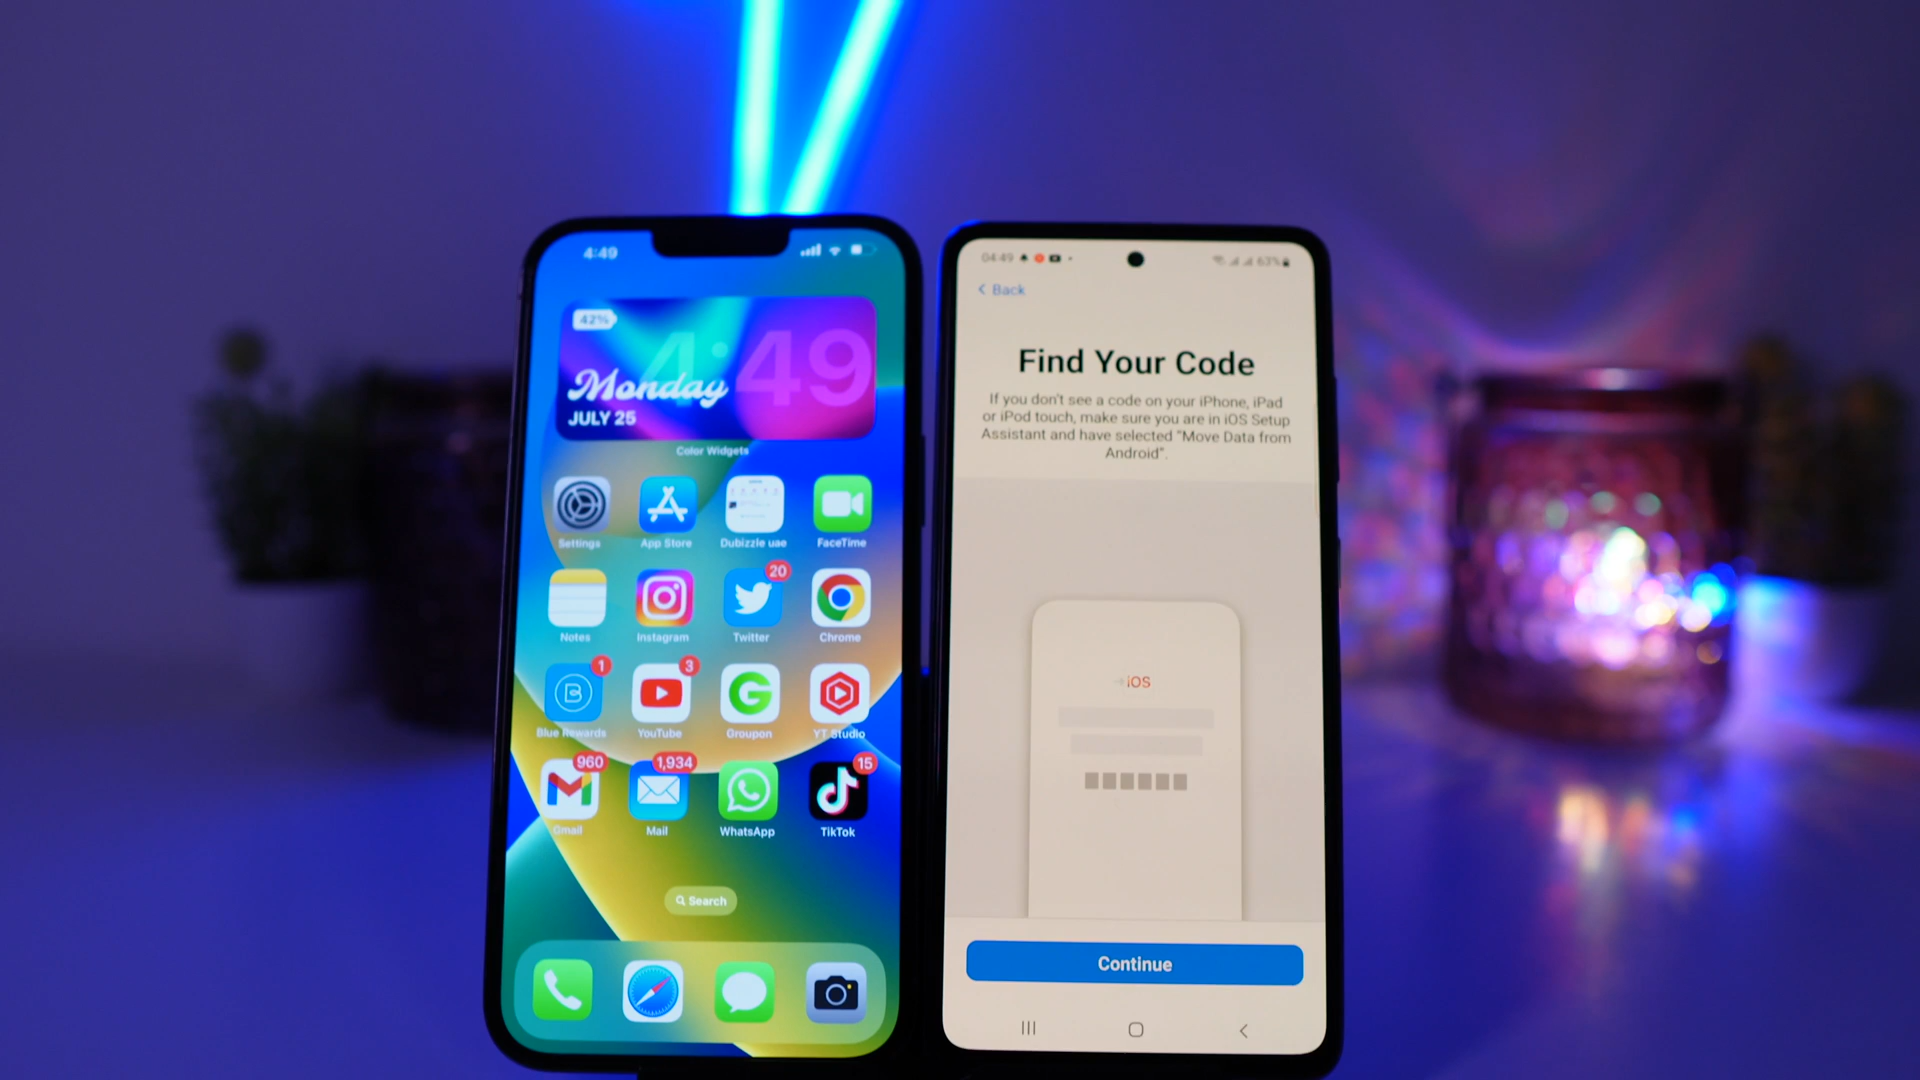 4:49
42%
4:49
Monday
JULY 25
Color Widgets
Settings
App Store
Dubizzle uae
FaceTime
20
Notes
Instagram
Twitter
Chrome
1
3
Blue Rewards
YouTube
Groupon
YT Studio
960
1,934
15
Gmail
Mail
WhatsApp
TikTok
Search
04:49
63%
Back
Find Your Code
If you don't see a code on your iPhone, iPad
or iPod touch, make sure you are in iOS Setup
Assistant and have selected "Move Data from
Android".
iOS
Continue